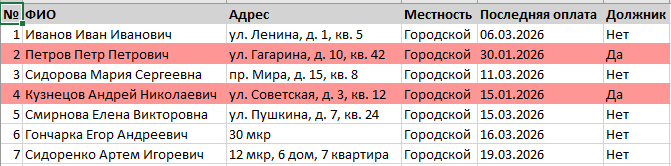 № ФИО Адрес Местность Последняя оплата Должник
1 Иванов Иван Иванович ул. Ленина, д. 1, кв. 5 Городской 06.03.2026 Нет
2 Петров Петр Петрович ул. Гагарина, д. 10, кв. 42 Городской 30.01.2026 Да
3 Сидорова Мария Сергеевна пр. Мира, д. 15, кв. 8 Городской 11.03.2026 Нет
4 Кузнецов Андрей Николаевич ул. Советская, д. 3, кв. 12 Городской 15.01.2026 Да
5 Смирнова Елена Викторовна ул. Пушкина, д. 7, кв. 24 Городской 15.03.2026 Нет
6 Гончарка Егор Андреевич 30 мкр Городской 16.03.2026 Нет
7 Сидоренко Артем Игоревич 12 мкр, 6 дом, 7 квартира Городской 19.03.2026 Нет